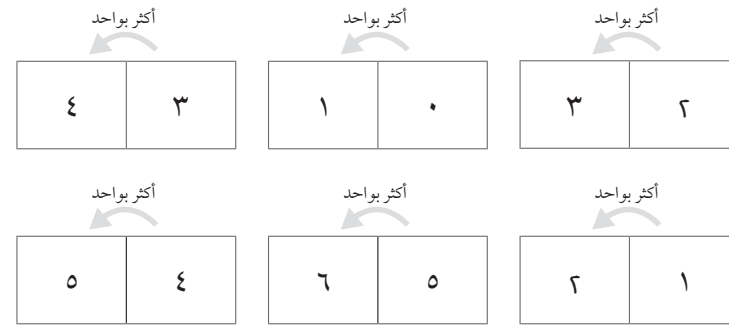 أكثر بواحد أكثر بواحد أكثر بواحد
٢ ٣ ٠ ١ ٣ ٤
أكثر بواحد أكثر بواحد أكثر بواحد
١ ٢ ٥ ٦ ٤ ٥